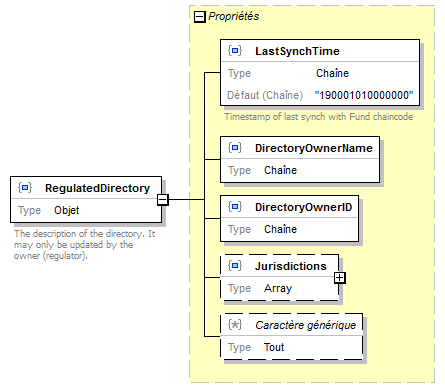 Propriétés
LastSynchTime
Type Chaîne
Défaut (Chaîne) "190001010000000"
Timestamp of last synch with Fund chaincode
DirectoryOwnerName
Type Chaîne
RegulatedDirectory
Type Objet
The description of the directory. It
may only be updated by the
owner (regulator).
DirectoryOwnerID
Type Chaîne
Jurisdictions
Type Array
Caractère générique
Type Tout